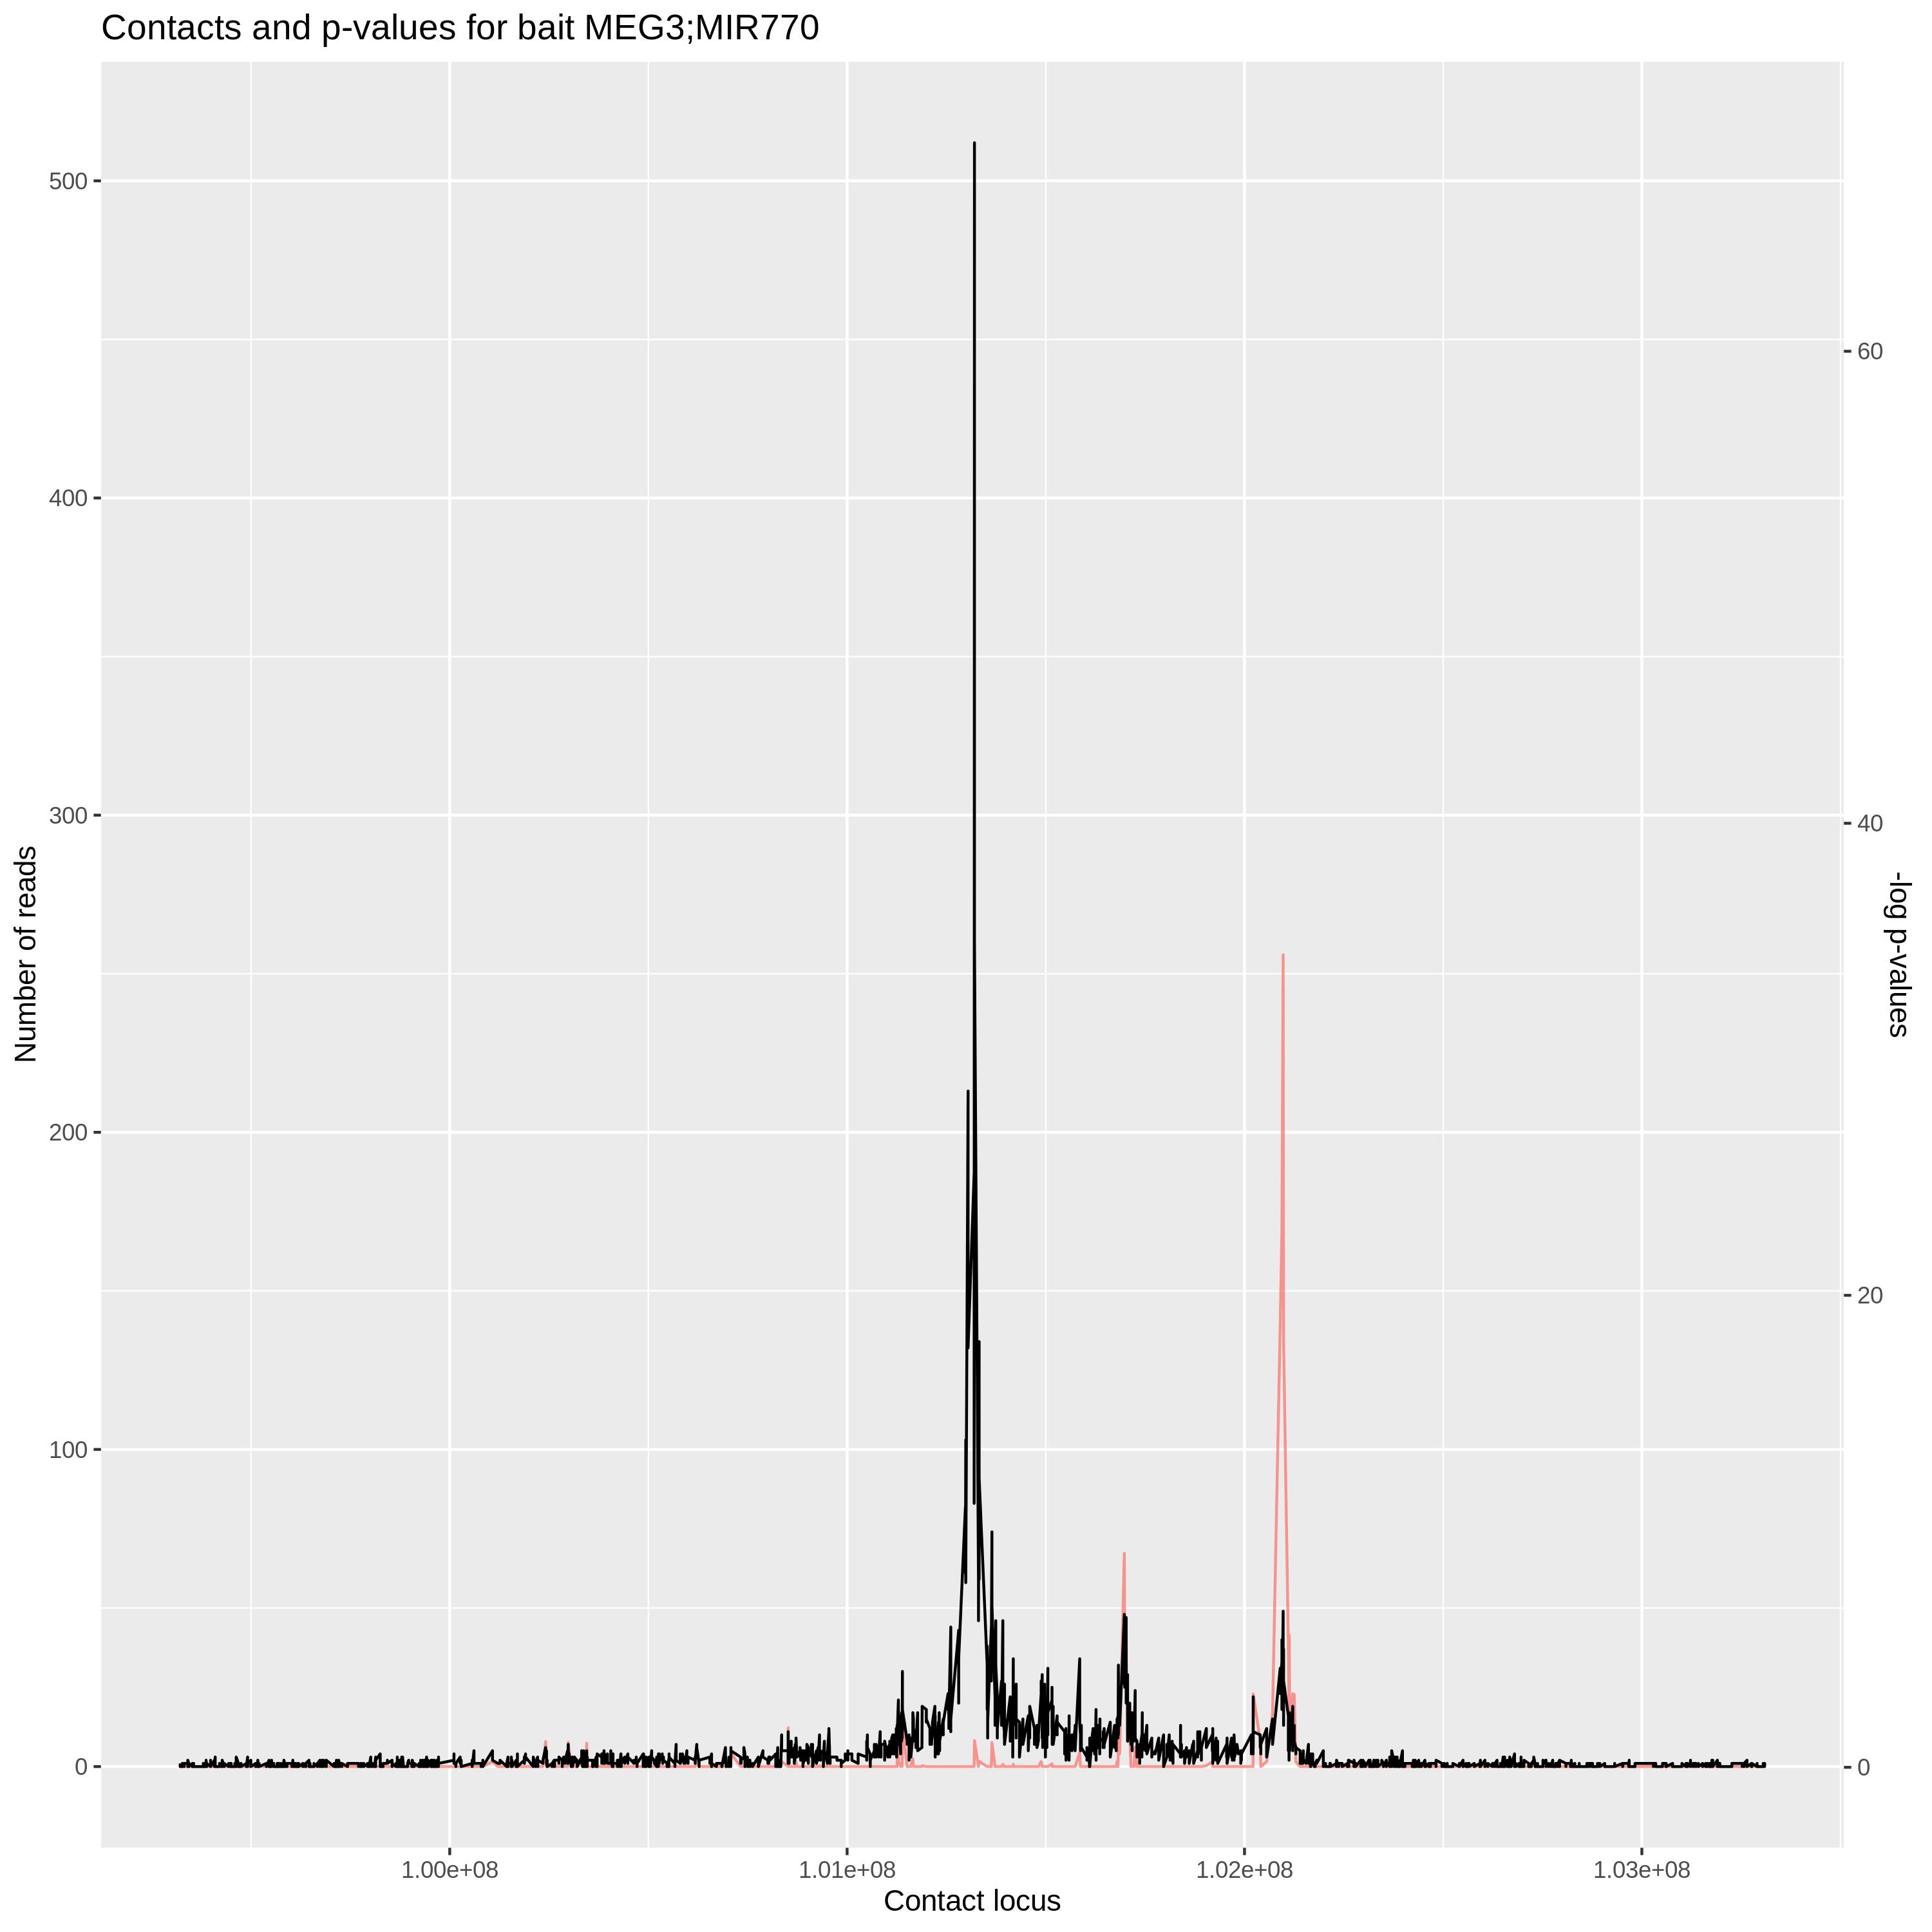 Contacts and p-values for bait MEG3;MIR770
500
400
300
200
100
0
Number of reads
60
40
20
0
-log p-values
1.00e+08 1.01e+08 1.02e+08 1.03e+08
Contact locus